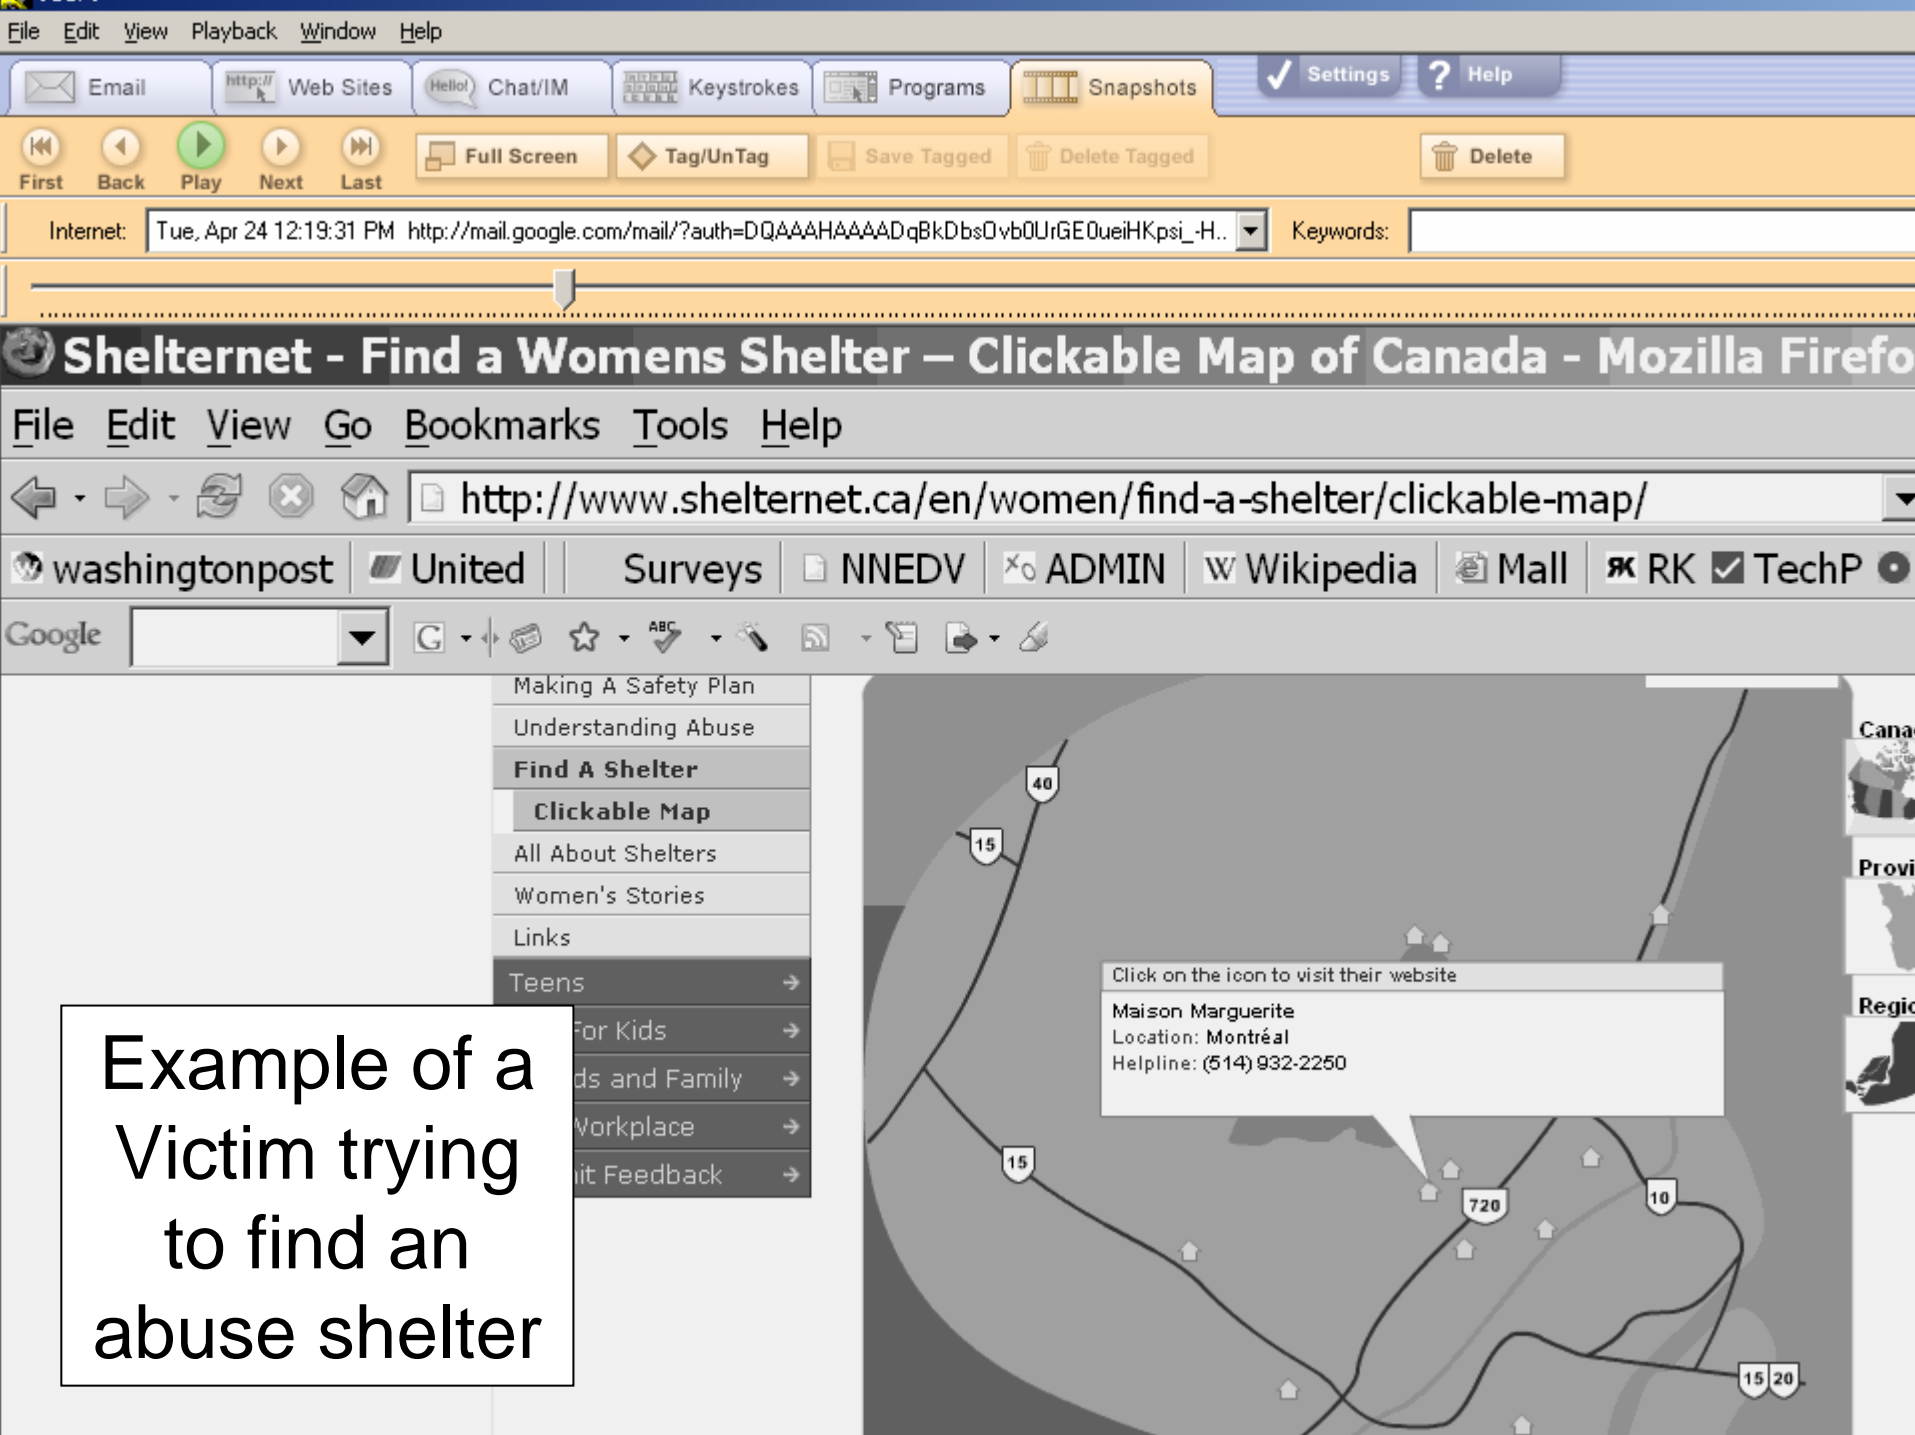 File Edit View Playback Window Help
Email Web Sites Hello! Chat/IM Keystrokes Programs Snapshots Settings ? Help
http://
First Back Play Next Last Full Screen Tag/UnTag Save Tagged Delete Tagged Delete
Internet: Tue, Apr 24 12:19:31 PM http://mail.google.com/mail/?auth=DQAAAHAAAADqBkDbsOvb0UrGE0ueiHKpsi_-H.. Keywords:
Shelternet - Find a Womens Shelter – Clickable Map of Canada - Mozilla Firefo
File Edit View Go Bookmarks Tools Help
http://www.shelternet.ca/en/women/find-a-shelter/clickable-map/
washingtonpost United Surveys NNEDV ADMIN W Wikipedia Mall RK TechP
Google G ABC
Making A Safety Plan
Understanding Abuse
Find A Shelter
Clickable Map
All About Shelters
Women's Stories
Links
Teens
For Kids
ds and Family
Workplace
it Feedback
Example of a
Victim trying
to find an
abuse shelter
40
15
Click on the icon to visit their website
Maison Marguerite
Location: Montréal
Helpline: (514) 932-2250
15
720
10
15 20
Cana
Provi
Regio